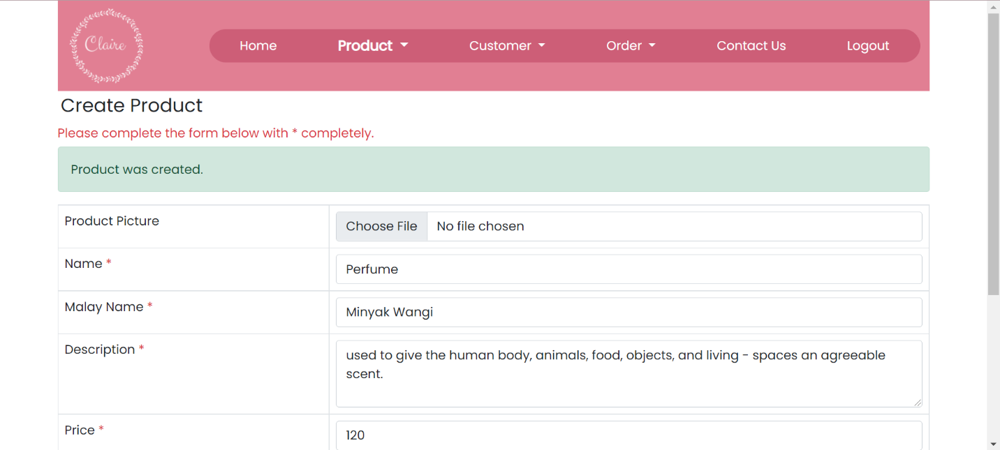 Claire
Home Product Customer Order Contact Us Logout
Create Product
Please complete the form below with * completely.
Product was created.
Product Picture Choose File No file chosen
Name * Perfume
Malay Name * Minyak Wangi
Description * used to give the human body, animals, food, objects, and living - spaces an agreeable
scent.
Price * 120